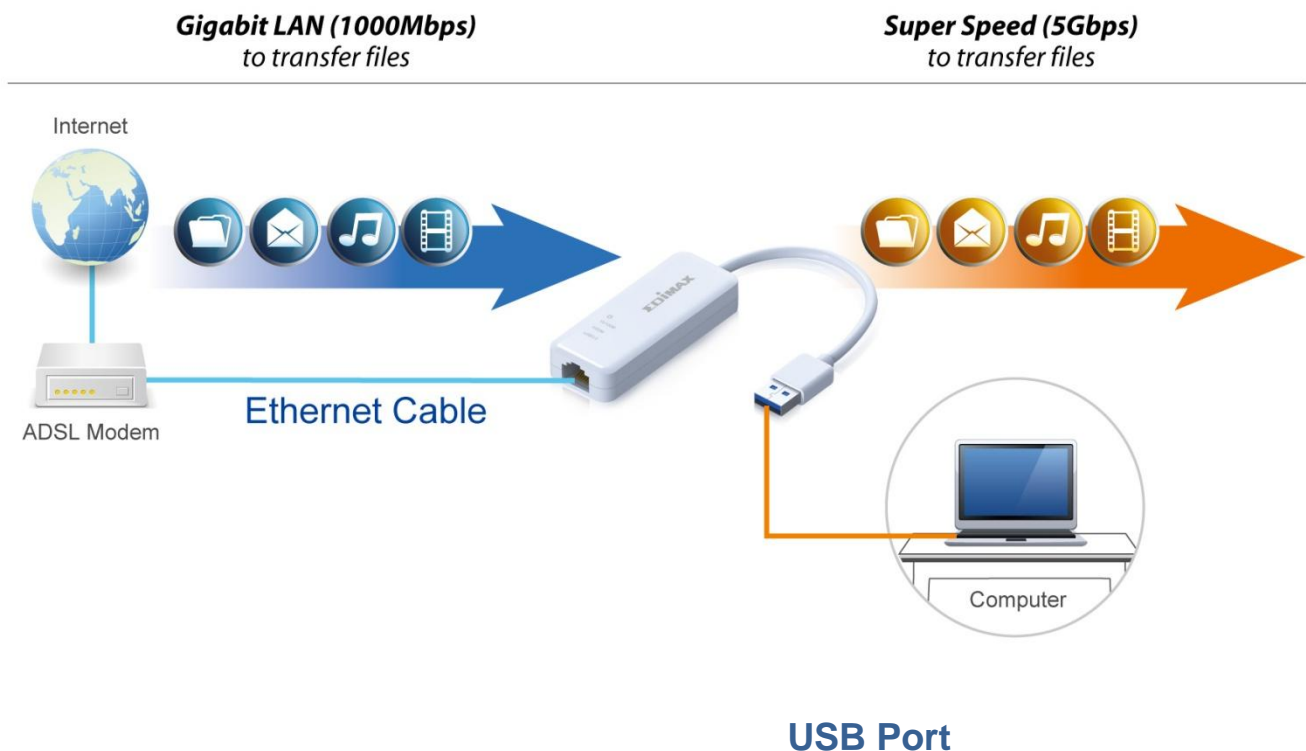 Gigabit LAN (1000Mbps)
to transfer files
Super Speed (5Gbps)
to transfer files
Internet
EDIMAX
Ethernet Cable
ADSL Modem
Computer
USB Port